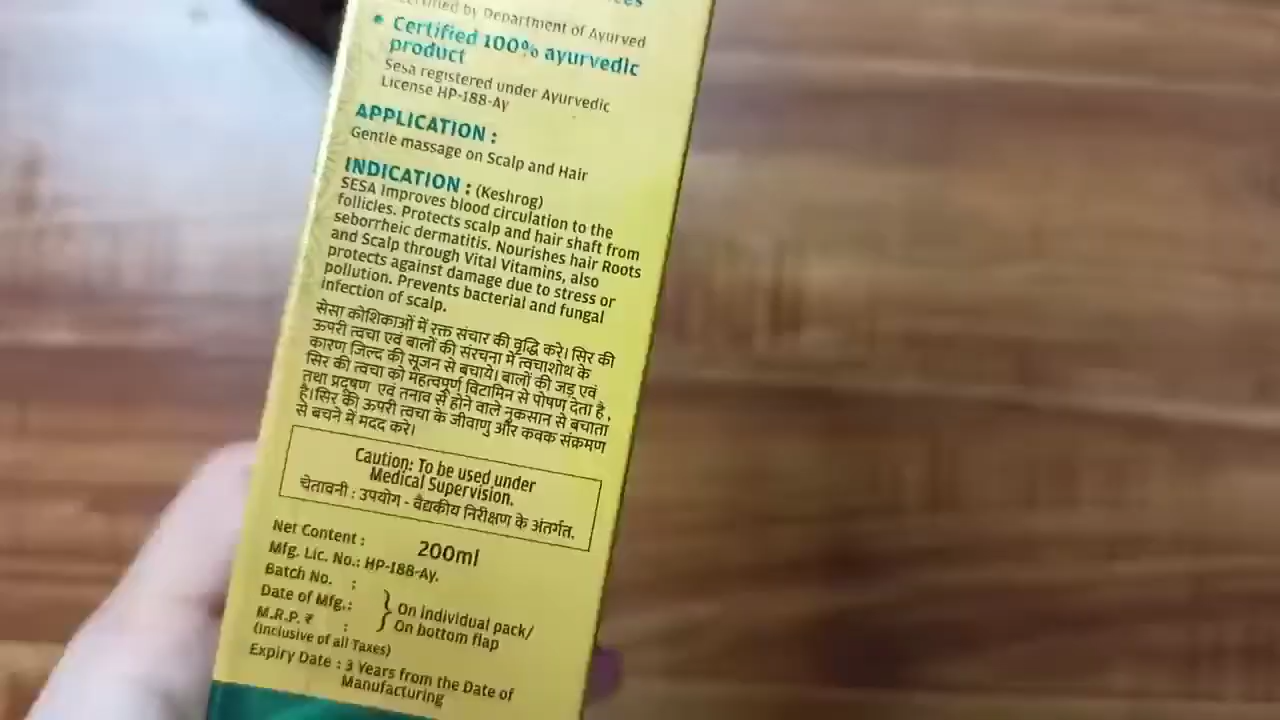 by Department of Ayurved
• Certified 100% ayurvedic
product
Sesa registered under Ayurvedic
License HP-188-Ay
APPLICATION :
Gentle massage on Scalp and Hair
INDICATION : (Keshrog)
SESA Improves blood circulation to the
follicles. Protects scalp and hair shaft from
seborrheic dermatitis. Nourishes hair Roots
and Scalp through Vital Vitamins, also
protects against damage due to stress or
pollution. Prevents bacterial and fungal
infection of scalp.
सेसा कोशिकाओं में रक्त संचार की वृद्धि करे। सिर की
ऊपरी त्वचा एवं बालों की संरचना में त्वचाशोथ के
कारण जिल्द की सूजन से बचाये। बालों की जड़ एवं
सिर की त्वचा को महत्वपूर्ण विटामिन से पोषण देता है,
तथा प्रदूषण एवं तनाव से होने वाले नुकसान से बचाता
है। सिर की ऊपरी त्वचा के जीवाणु और कवक संक्रमण
से बचने में मदद करे।
Caution: To be used under
Medical Supervision.
चेतावनी : उपयोग - वैद्यकीय निरीक्षण के अंतर्गत.
Net Content : 200ml
Mfg. Lic. No.: HP-188-Ay.
Batch No. :
Date of Mfg.: } On individual pack/
M.R.P. ₹ : On bottom flap
(Inclusive of all Taxes)
Expiry Date : 3 Years from the Date of
Manufacturing